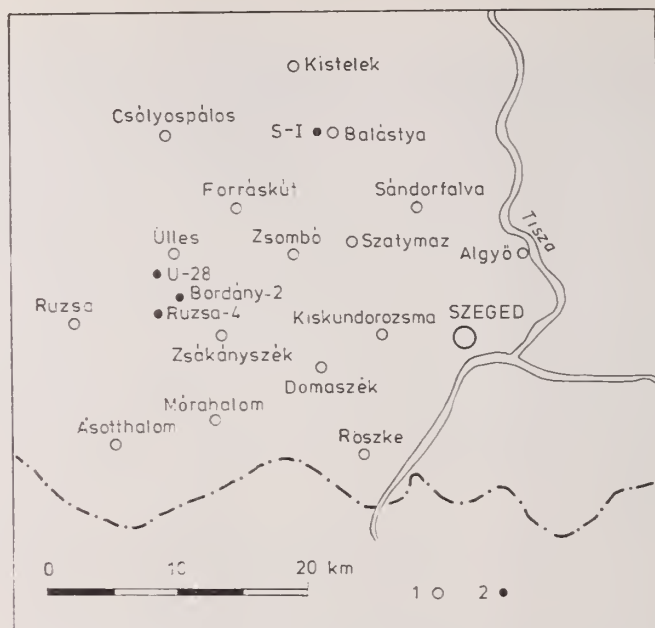 Kistelek
Csólyospálos
S-I Balástya
Forráskút Sándorfalva
Üllés Zsombó Szatymaz Algyő Tisza
U-28
Bordány-2
Ruzsa Ruzsa-4 Kiskundorozsma SZEGED
Zsákányszék
Domaszék
Mórahalom
Ásotthalom
Röszke
0 10 20 km
1 2